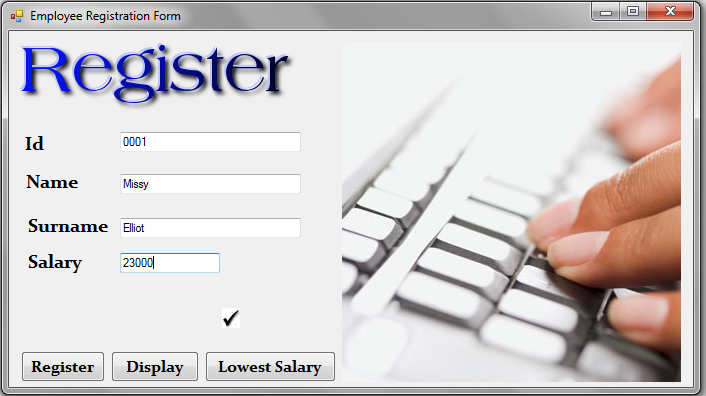 Employee Registration Form
Register
Id 0001
Name Missy
Surname Elliot
Salary 23000
Register Display Lowest Salary